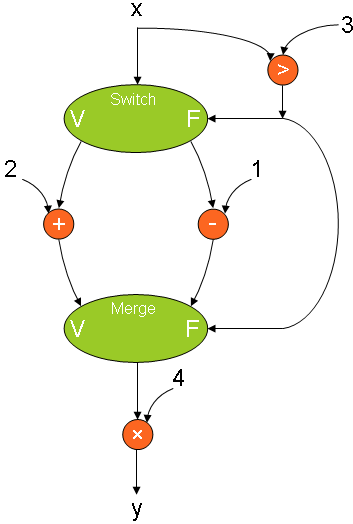 x
3
>
Switch
V F
2
1
+
-
Merge
V F
4
×
y